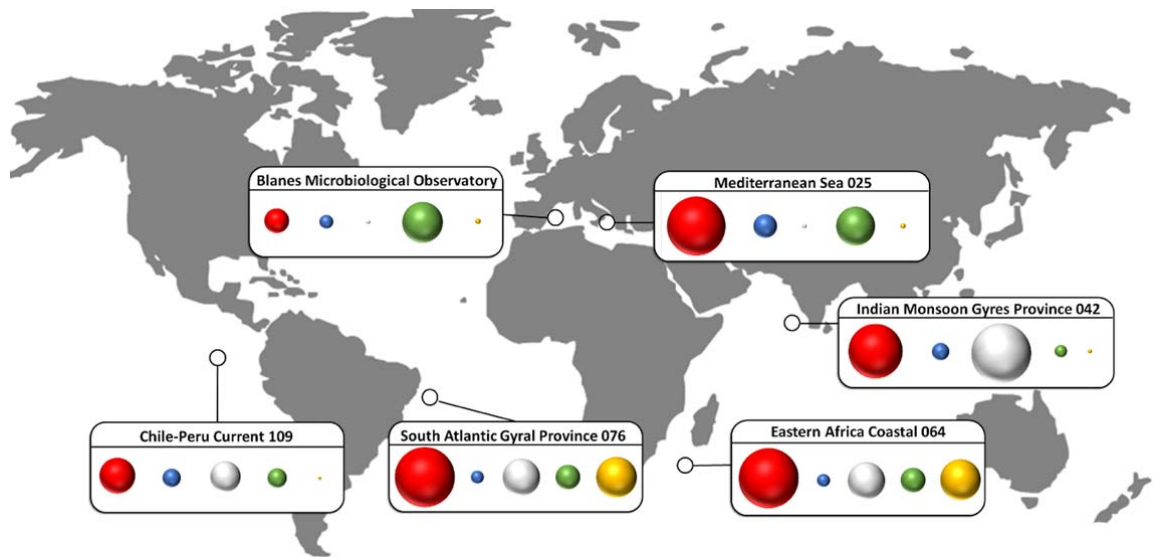 Blanes Microbiological Observatory
Mediterranean Sea 025
Indian Monsoon Gyres Province 042
Chile-Peru Current 109
South Atlantic Gyral Province 076
Eastern Africa Coastal 064